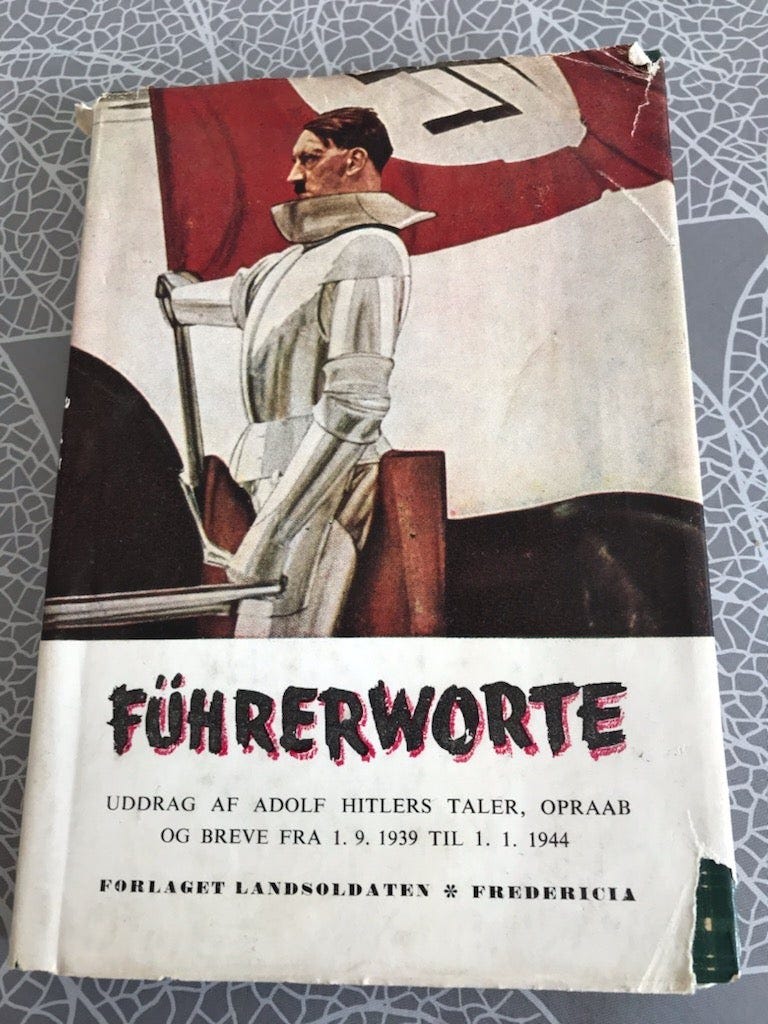 FÜHRERWORTE
UDDRAG AF ADOLF HITLERS TALER, OPRAAB
OG BREVE FRA 1. 9. 1939 TIL 1. 1. 1944
FORLAGET LANDSOLDATEN * FREDERICIA